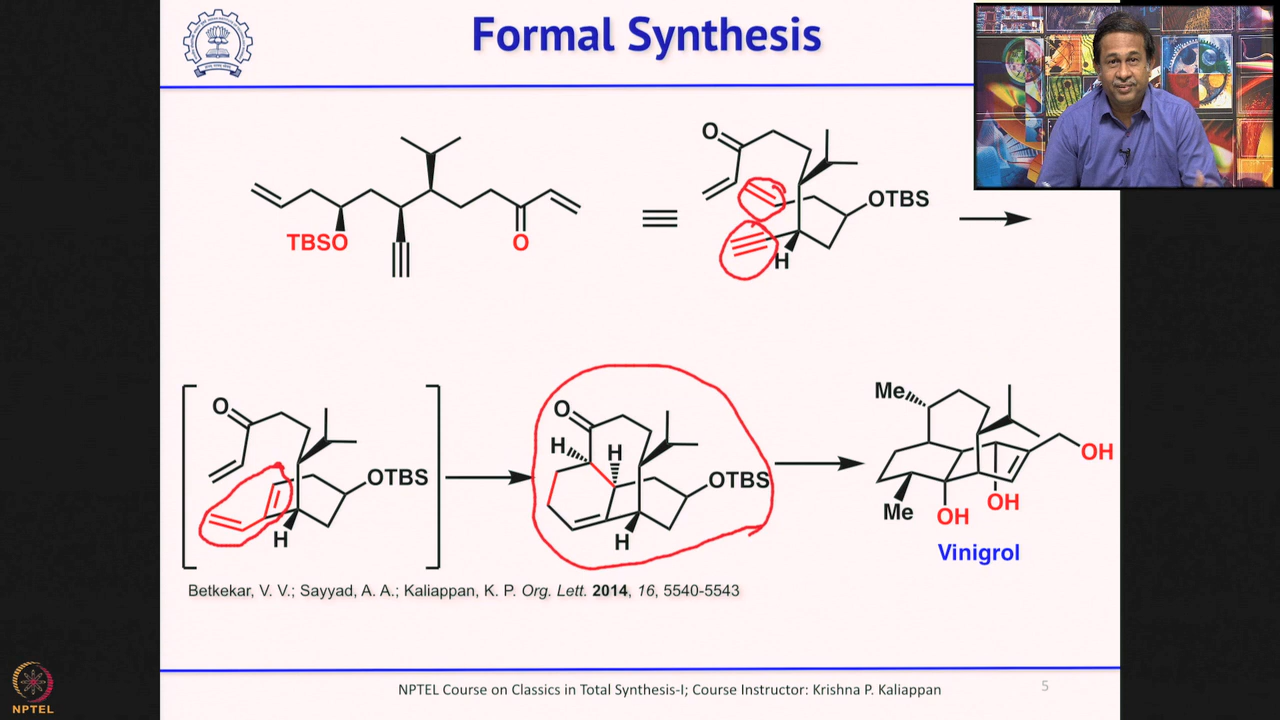 Formal Synthesis
TBSO
O
O
OTBS
H
O
OTBS
H
O
H
H
OTBS
H
Me
OH
OH
Me
OH
Vinigrol
Betkekar, V. V.; Sayyad, A. A.; Kaliappan, K. P. Org. Lett. 2014, 16, 5540-5543
NPTEL Course on Classics in Total Synthesis-I; Course Instructor: Krishna P. Kaliappan
5
NPTEL